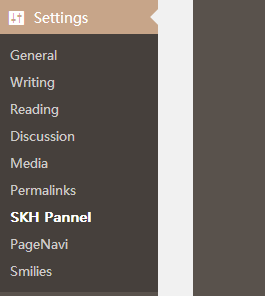 Settings
General
Writing
Reading
Discussion
Media
Permalinks
SKH Pannel
PageNavi
Smilies